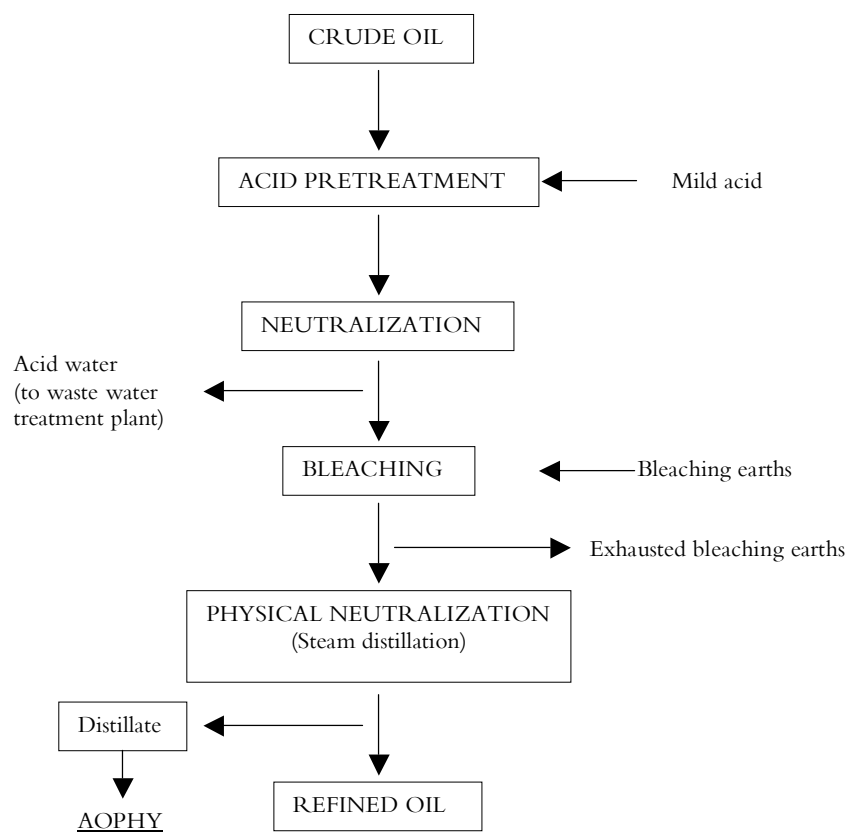 CRUDE OIL
ACID PRETREATMENT
Mild acid
NEUTRALIZATION
Acid water
(to waste water
treatment plant)
BLEACHING
Bleaching earths
Exhausted bleaching earths
PHYSICAL NEUTRALIZATION
(Steam distillation)
Distillate
REFINED OIL
AOPHY